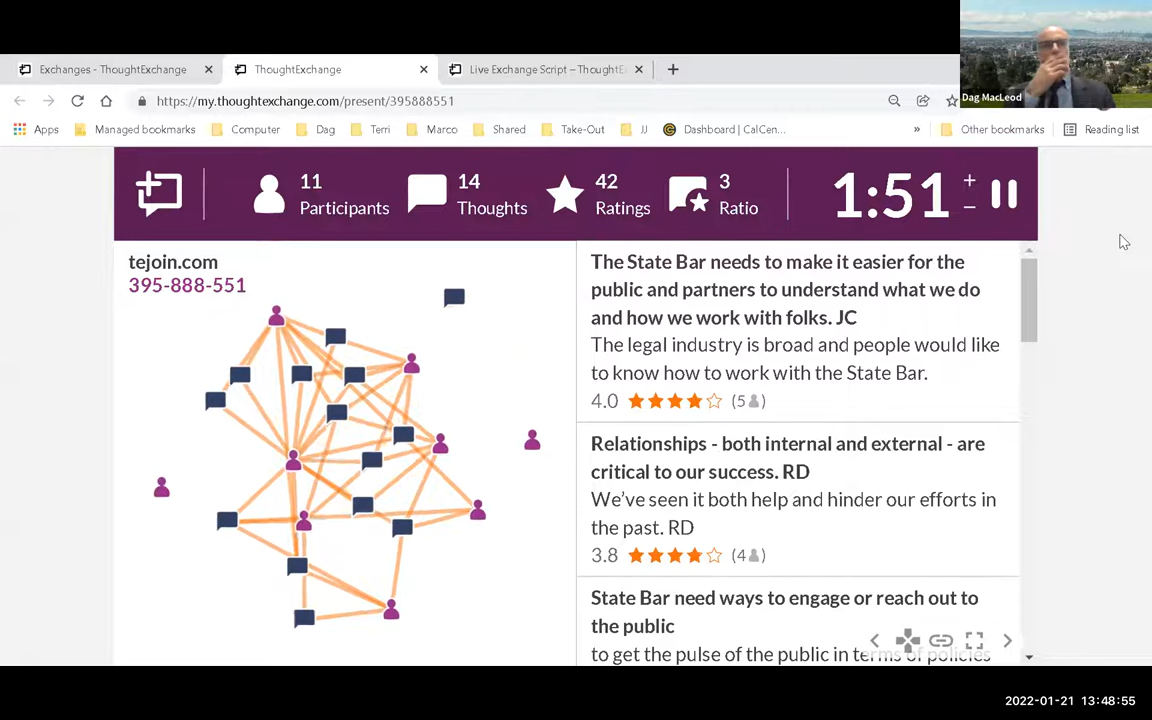 Exchanges - ThoughtExchange
ThoughtExchange
Live Exchange Script – ThoughtE
Dag MacLeod
https://my.thoughtexchange.com/present/395888551
Apps
Managed bookmarks
Computer
Dag
Terri
Marco
Shared
Take-Out
JJ
Dashboard | CalCen...
»
Other bookmarks
Reading list
11
Participants
14
Thoughts
42
Ratings
3
Ratio
1:51
+
−
tejoin.com
395-888-551
The State Bar needs to make it easier for the
public and partners to understand what we do
and how we work with folks. JC
The legal industry is broad and people would like
to know how to work with the State Bar.
4.0 (5)
Relationships - both internal and external - are
critical to our success. RD
We’ve seen it both help and hinder our efforts in
the past. RD
3.8 (4)
State Bar need ways to engage or reach out to
the public
to get the pulse of the public in terms of policies
2022-01-21 13:48:55